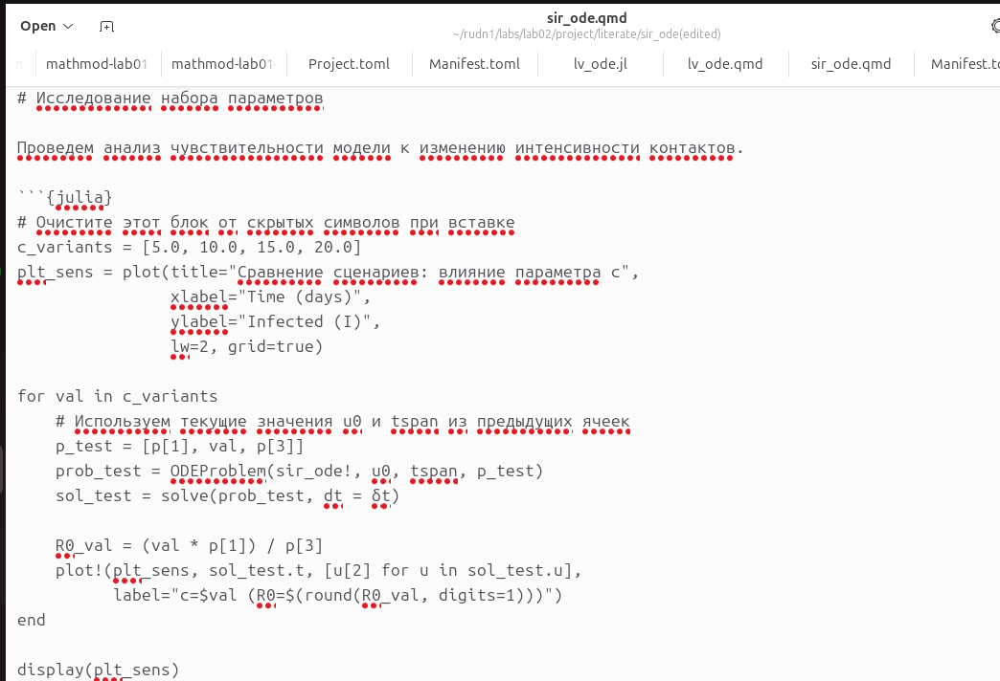 Open
sir_ode.qmd
~/rudn1/labs/lab02/project/literate/sir_ode(edited)
mathmod-lab01 mathmod-lab01 Project.toml Manifest.toml lv_ode.jl lv_ode.qmd sir_ode.qmd Manifest.to
# Исследование набора параметров
Проведем анализ чувствительности модели к изменению интенсивности контактов.
```{julia}
# Очистите этот блок от скрытых символов при вставке
c_variants = [5.0, 10.0, 15.0, 20.0]
plt_sens = plot(title="Сравнение сценариев: влияние параметра c",
xlabel="Time (days)",
ylabel="Infected (I)",
lw=2, grid=true)
for val in c_variants
# Используем текущие значения u0 и tspan из предыдущих ячеек
p_test = [p[1], val, p[3]]
prob_test = ODEProblem(sir_ode!, u0, tspan, p_test)
sol_test = solve(prob_test, dt = δt)
R0_val = (val * p[1]) / p[3]
plot!(plt_sens, sol_test.t, [u[2] for u in sol_test.u],
label="c=$val (R0=$(round(R0_val, digits=1)))")
end
display(plt_sens)